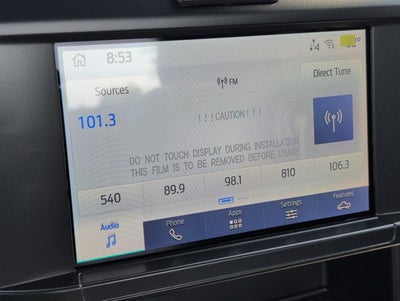 8:53
Sources
FM
Direct Tune
101.3
!!!CAUTION!!!
DO NOT TOUCH DISPLAY DURING INSTALLATION
THIS FILM IS TO BE REMOVED BEFORE USAGE
540 89.9 98.1 810 106.3
Audio Phone Apps Settings Features